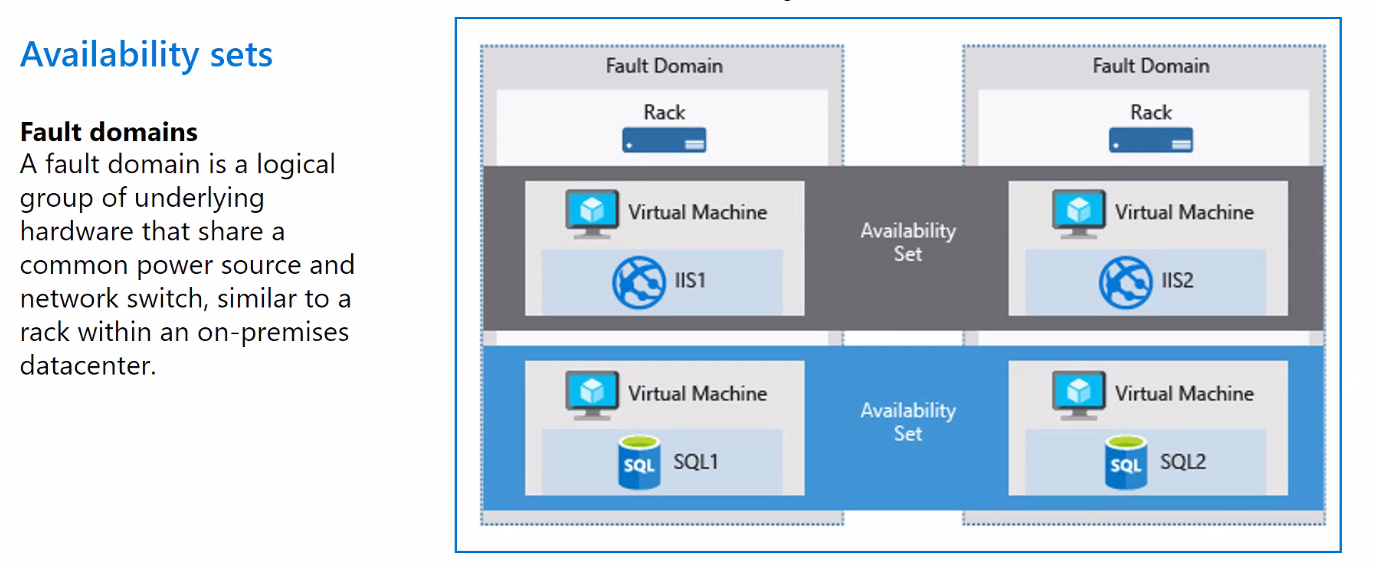 Availability sets
Fault domains
A fault domain is a logical
group of underlying
hardware that share a
common power source and
network switch, similar to a
rack within an on-premises
datacenter.
Fault Domain
Fault Domain
Rack
Rack
Virtual Machine
IIS1
Availability
Set
Virtual Machine
IIS2
Virtual Machine
SQL
SQL1
Availability
Set
Virtual Machine
SQL
SQL2